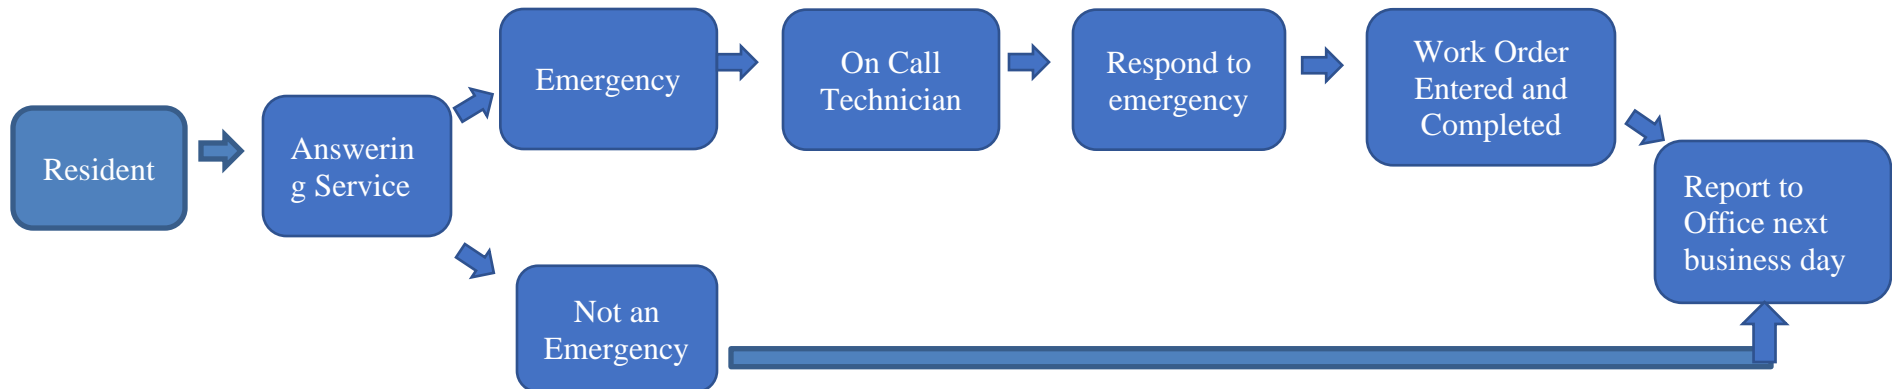 Resident
Answerin
g Service
Emergency
On Call
Technician
Respond to
emergency
Work Order
Entered and
Completed
Report to
Office next
business day
Not an
Emergency